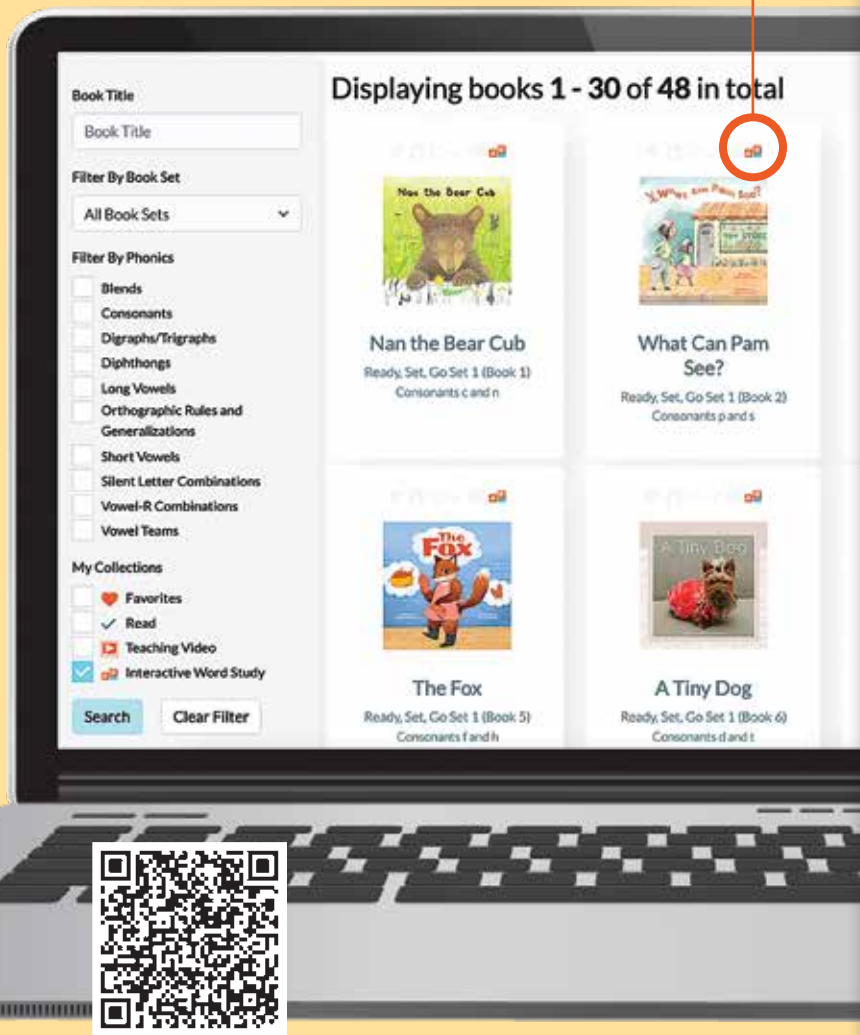 Book Title
Book Title
Filter By Book Set
All Book Sets
Filter By Phonics
Blends
Consonants
Digraphs/Trigraphs
Diphthongs
Long Vowels
Orthographic Rules and
Generalizations
Short Vowels
Silent Letter Combinations
Vowel-R Combinations
Vowel Teams
My Collections
Favorites
Read
Teaching Video
Interactive Word Study
Search
Clear Filter
Displaying books 1 - 30 of 48 in total
Nan the Bear Cub
Nan the Bear Cub
Ready, Set, Go Set 1 (Book 1)
Consonants c and n
What Can Pam See?
What Can Pam
See?
Ready, Set, Go Set 1 (Book 2)
Consonants p and s
The
Fox
The Fox
Ready, Set, Go Set 1 (Book 5)
Consonants f and h
A Tiny Dog
A Tiny Dog
Ready, Set, Go Set 1 (Book 6)
Consonants d and t